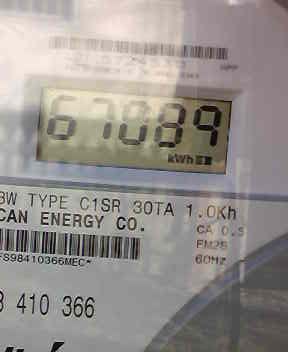 67089
kWh
3W TYPE C1SR 30TA 1.0Kh
CAN ENERGY CO.
CA 0.5
FM2S
60Hz
FS98410366MEC*
8 410 366